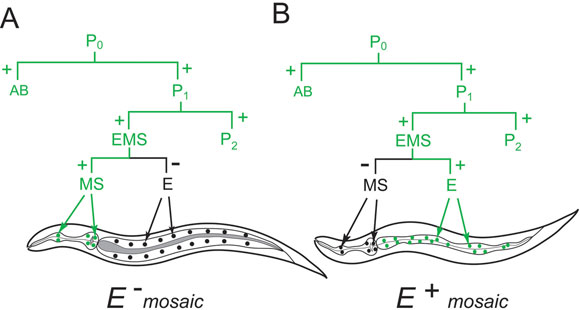 A
P0
+ +
AB P1
+ +
EMS P2
+ −
MS E
E - mosaic
B
P0
+ +
AB P1
+ +
EMS P2
− +
MS E
E + mosaic